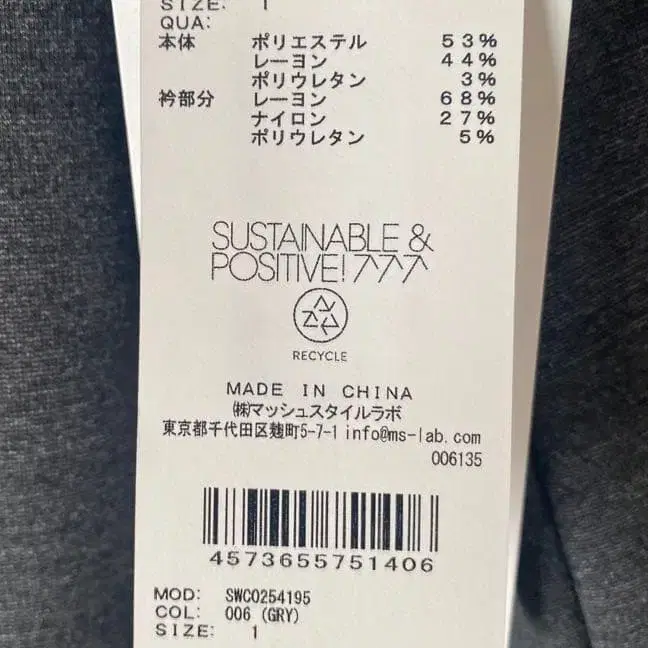 SIZE: 1
QUA:
本体 ポリエステル 53%
レーヨン 44%
ポリウレタン 3%
衿部分 レーヨン 68%
ナイロン 27%
ポリウレタン 5%
SUSTAINABLE &
POSITIVE! ↗↗↗
RECYCLE
MADE IN CHINA
㈱マッシュスタイルラボ
東京都千代田区麹町5-7-1 info@ms-lab.com
006135
4573655751406
MOD: SWCO254195
COL: 006 (GRY)
SIZE: 1